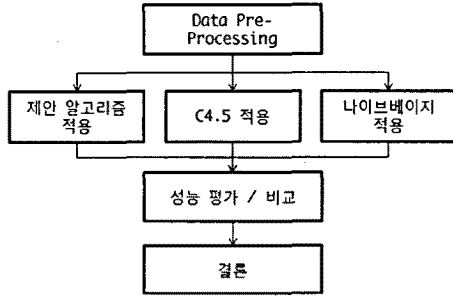 Data Pre-
Processing
제안 알고리즘
적용
C4.5 적용
나이브베이지
적용
성능 평가 / 비교
결론